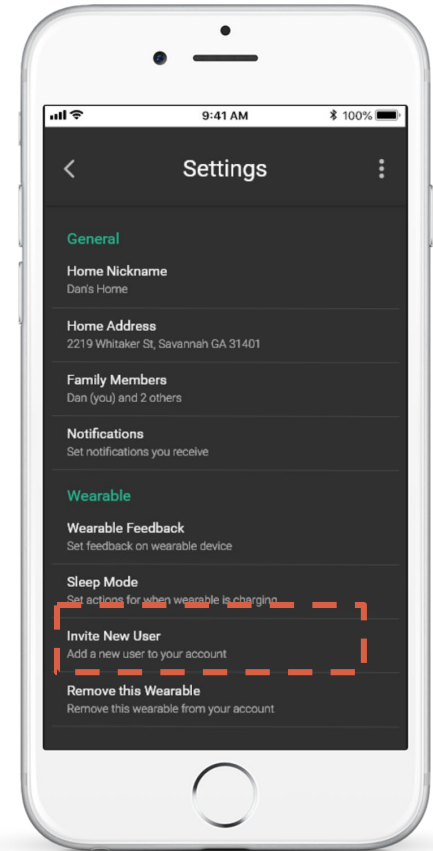 9:41 AM
100%
Settings
General
Home Nickname
Dan's Home
Home Address
2219 Whitaker St, Savannah GA 31401
Family Members
Dan (you) and 2 others
Notifications
Set notifications you receive
Wearable
Wearable Feedback
Set feedback on wearable device
Sleep Mode
Set actions for when wearable is charging
Invite New User
Add a new user to your account
Remove this Wearable
Remove this wearable from your account